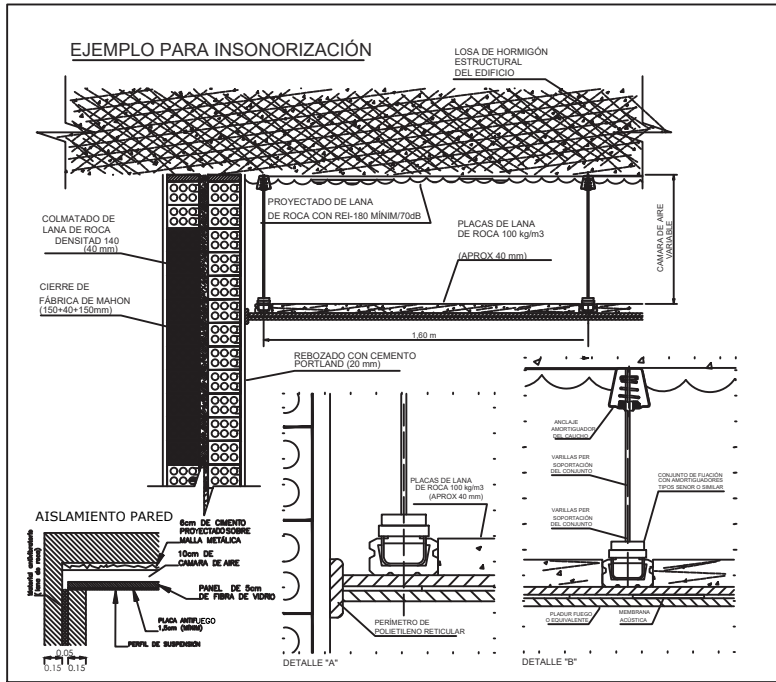 EJEMPLO PARA INSONORIZACIÓN
LOSA DE HORMIGÓN
ESTRUCTURAL
DEL EDIFICIO
COLMATADO DE
LANA DE ROCA
DENSITAD 140
(40 mm)
CIERRE DE
FÁBRICA DE MAHON
(150+40+150mm)
PROYECTADO DE LANA
DE ROCA CON REI-180 MÍNIM/70dB
PLACAS DE LANA
DE ROCA 100 kg/m3
(APROX 40 mm)
CAMARA DE AIRE
VARIABLE
1,60 m
REBOZADO CON CEMENTO
PORTLAND (20 mm)
AISLAMIENTO PARED
6cm DE CIMENTO
PROYECTADO SOBRE
MALLA METÁLICA
10cm DE
CAMARA DE AIRE
PANEL DE 5cm
DE FIBRA DE VIDRIO
PLACA ANTIFUEGO
1,5cm (MÍNIM)
PERFIL DE SUSPENSIÓN
Material antivibratorio
(lana de roca)
0.05
0.15
0.15
PLACAS DE LANA
DE ROCA 100 kg/m3
(APROX 40 mm)
PERÍMETRO DE
POLIETILENO RETICULAR
DETALLE "A"
ANCLAJE
AMORTIGUADOR
DEL CAUCHO
VARILLAS PER
SOPORTACIÓN
DEL CONJUNTO
CONJUNTO DE FIJACIÓN
CON AMORTIGUADORES
TIPOS SENOR O SIMILAR
VARILLAS PER
SOPORTACIÓN
DEL CONJUNTO
PLADUR FUEGO
O EQUIVALENTE
MEMBRANA
ACÚSTICA
DETALLE "B"